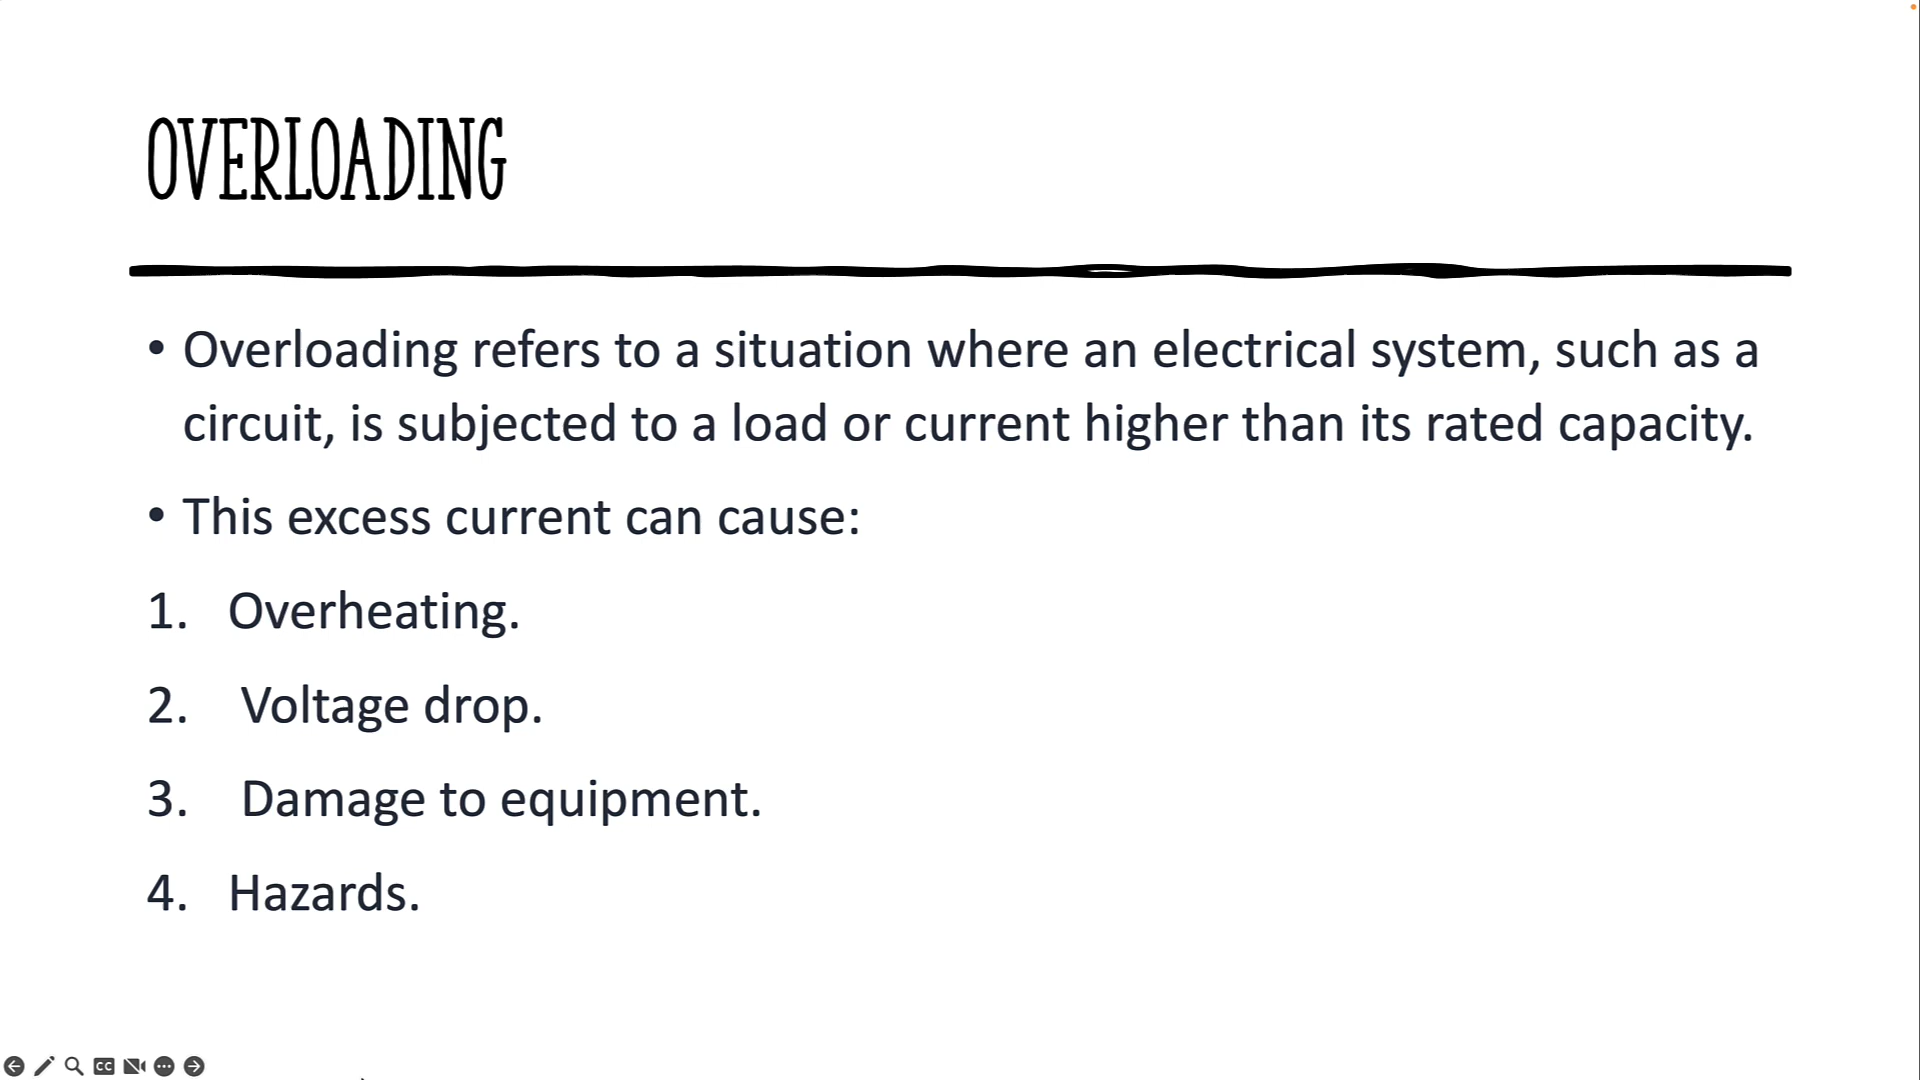 OVERLOADING
• Overloading refers to a situation where an electrical system, such as a
circuit, is subjected to a load or current higher than its rated capacity.
• This excess current can cause:
1. Overheating.
2. Voltage drop.
3. Damage to equipment.
4. Hazards.
CC